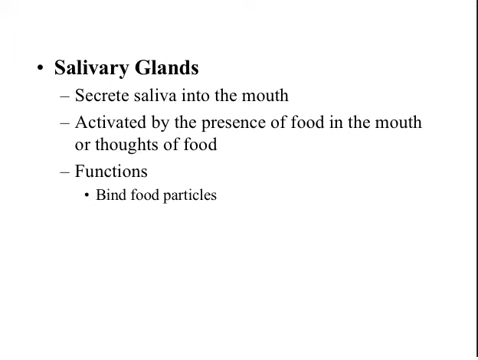 • Salivary Glands
– Secrete saliva into the mouth
– Activated by the presence of food in the mouth
or thoughts of food
– Functions
• Bind food particles